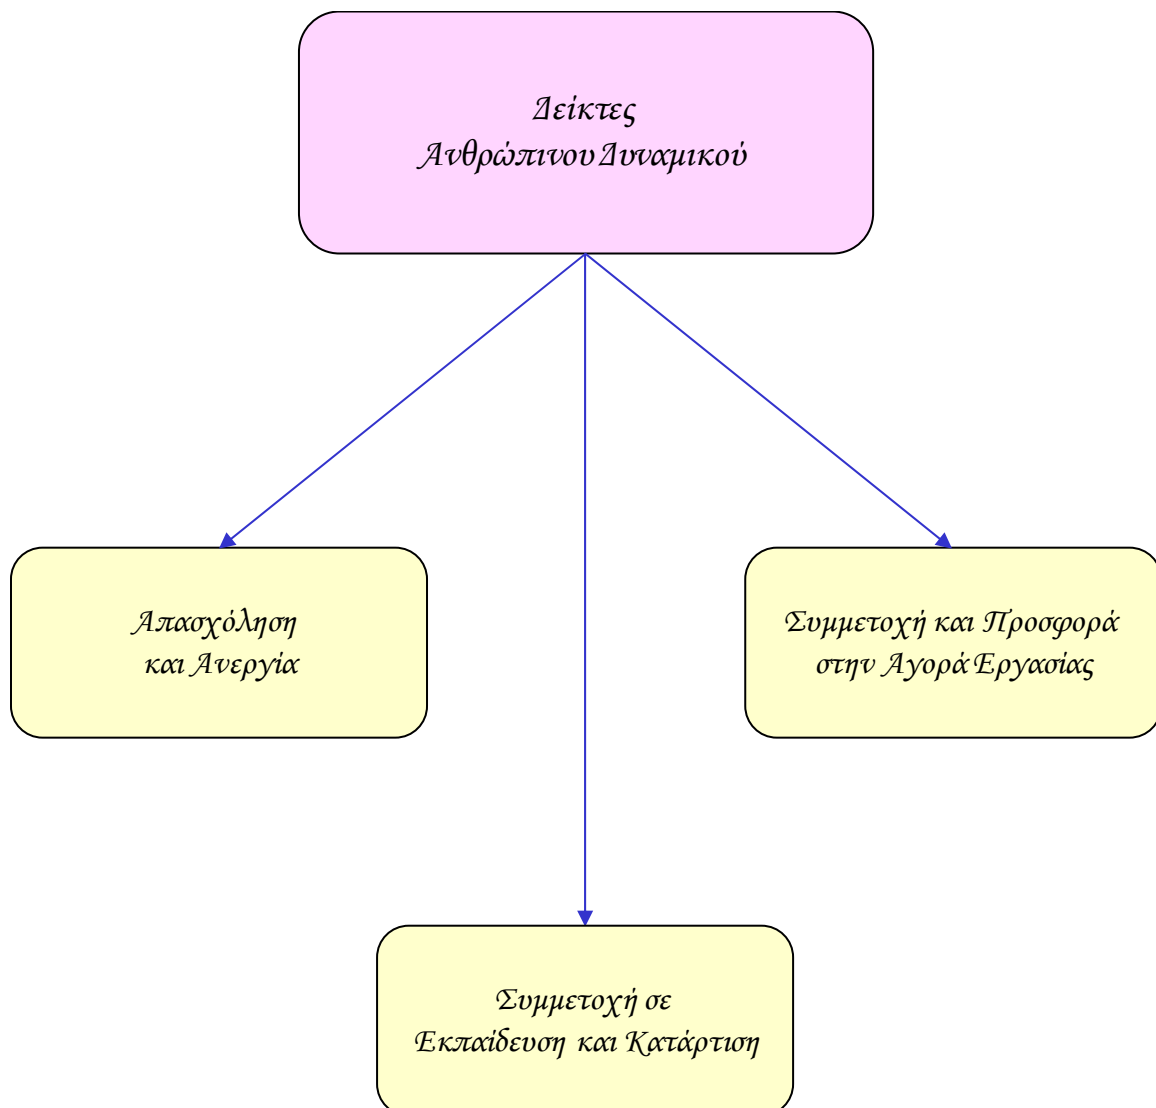 Δείκτες
Ανθρώπινου Δυναμικού
Απασχόληση
και Ανεργία
Συμμετοχή και Προσφορά
στην Αγορά Εργασίας
Συμμετοχή σε
Εκπαίδευση και Κατάρτιση